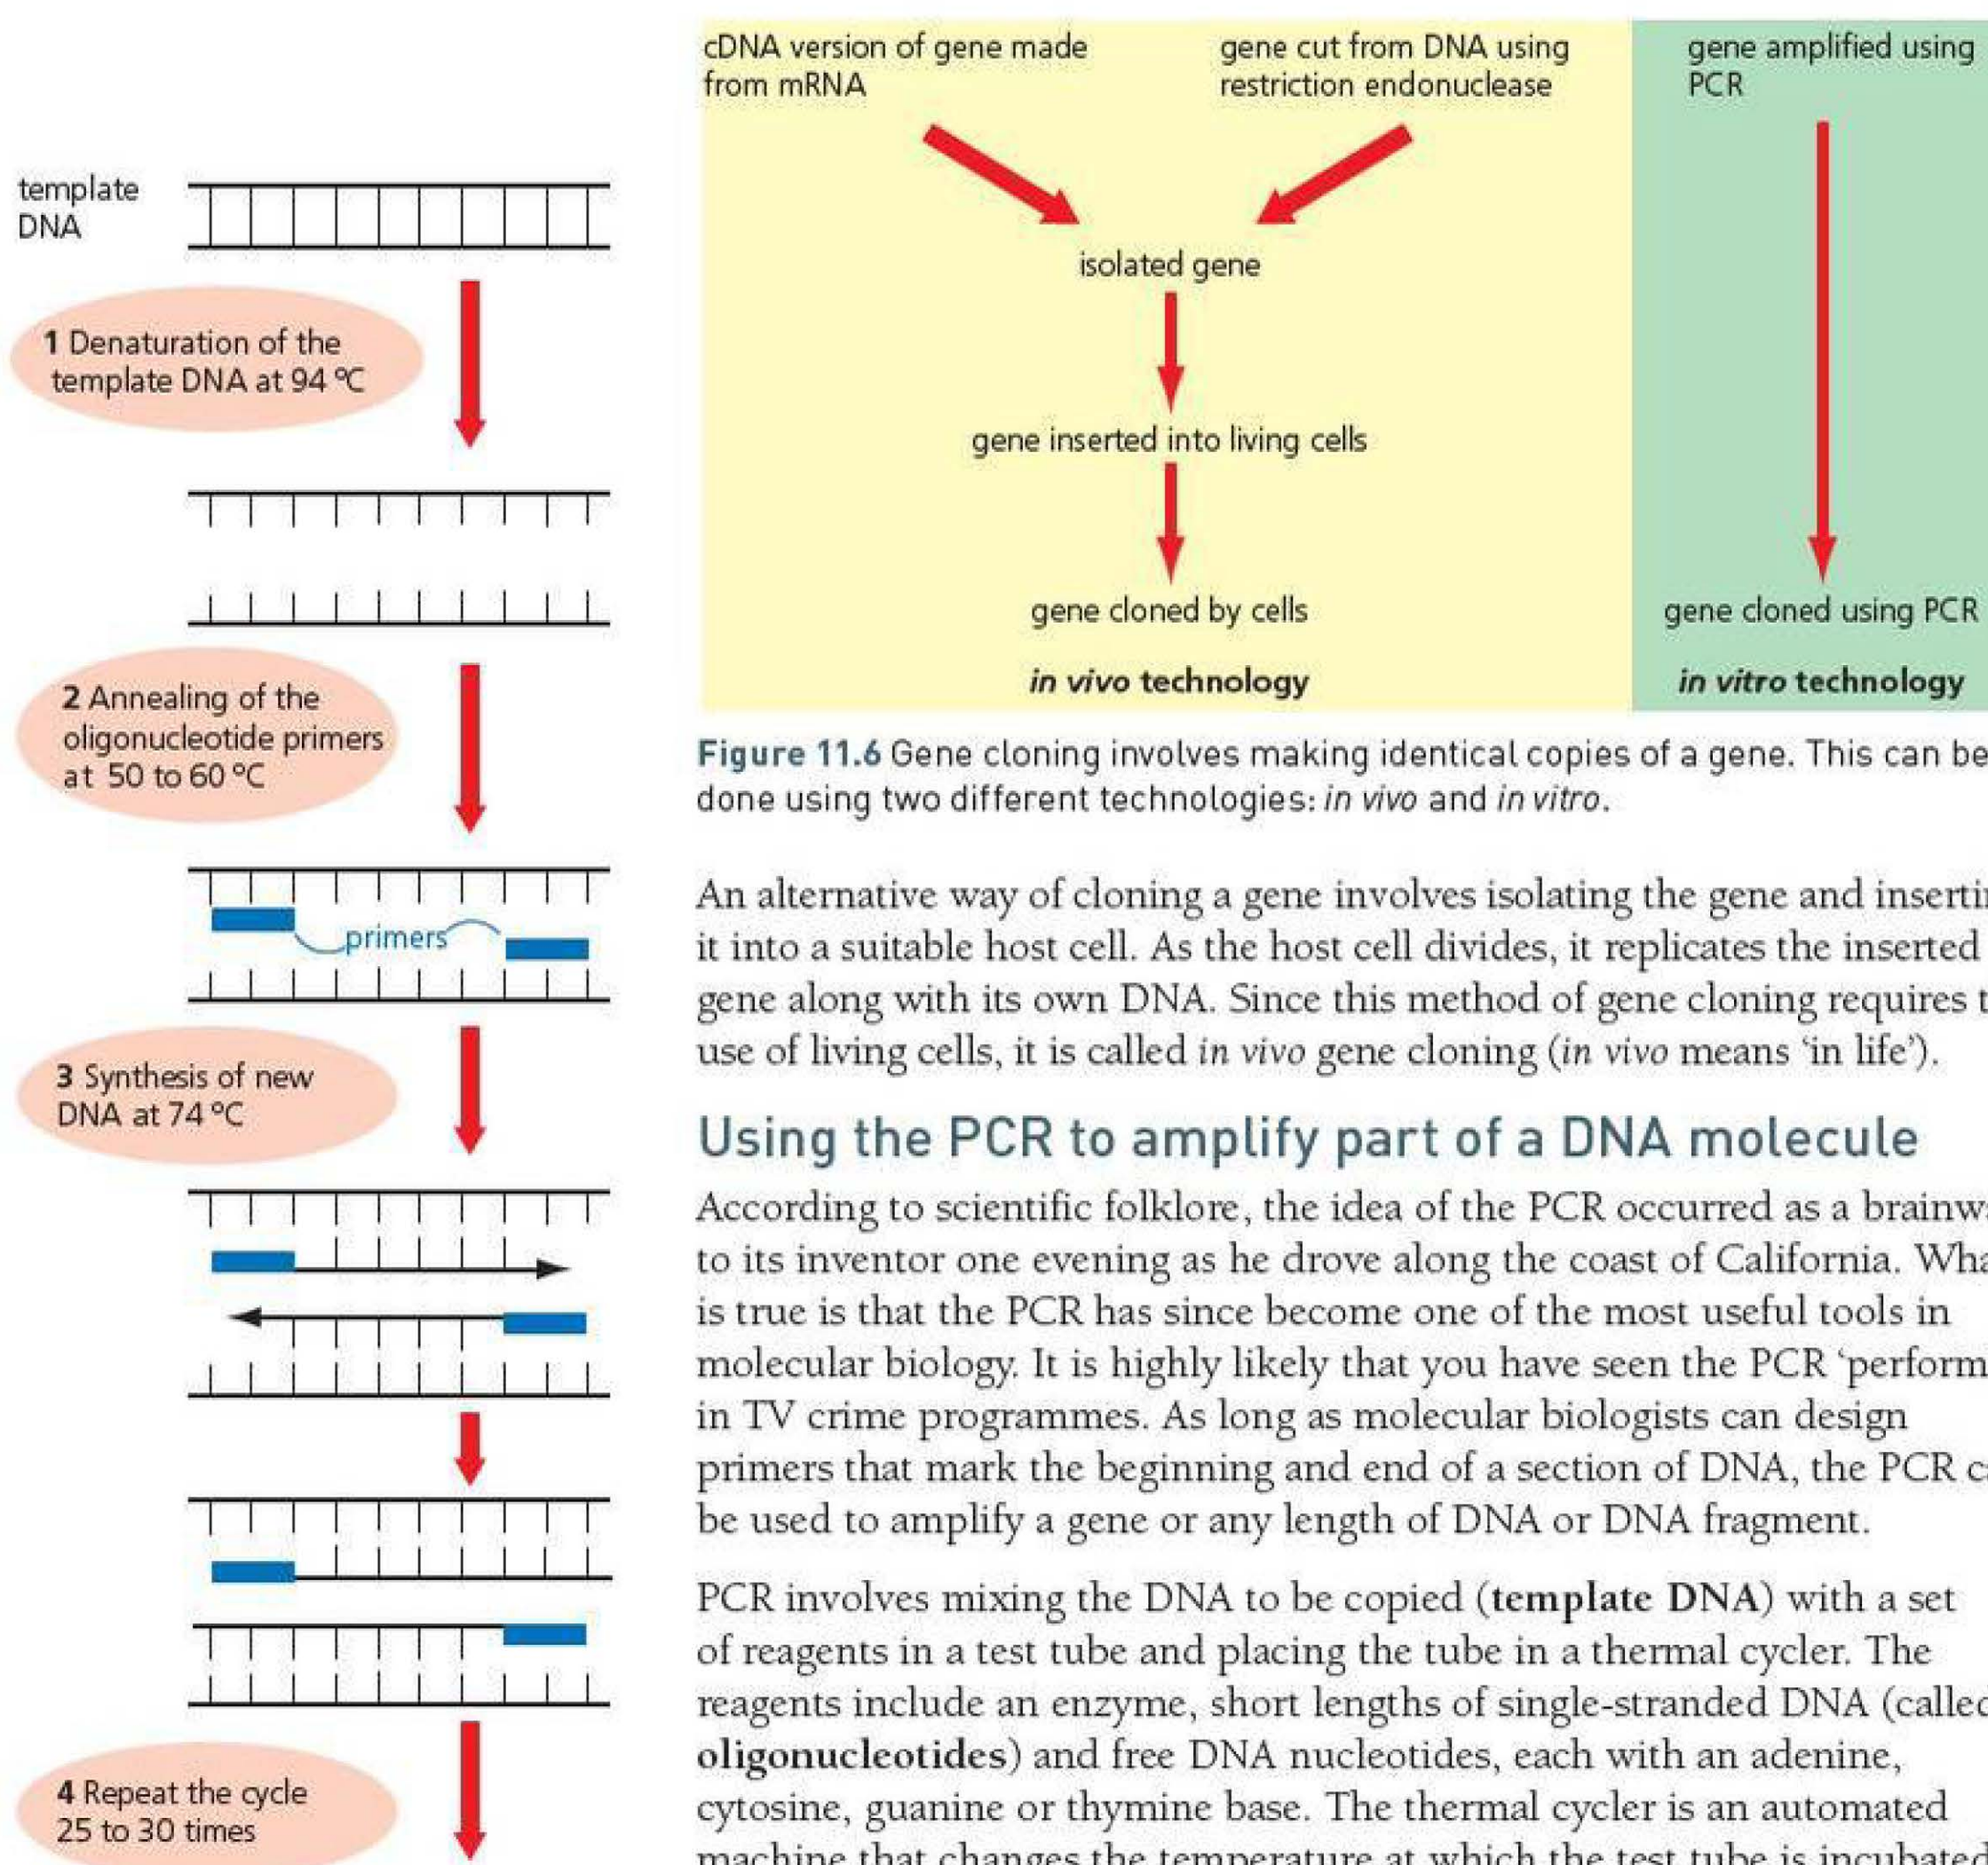 template
DNA
1 Denaturation of the
template DNA at 94 °C
2 Annealing of the
oligonucleotide primers
at 50 to 60 °C
primers
3 Synthesis of new
DNA at 74 °C
4 Repeat the cycle
25 to 30 times
cDNA version of gene made
from mRNA
gene cut from DNA using
restriction endonuclease
isolated gene
gene inserted into living cells
gene cloned by cells
in vivo technology
gene amplified using
PCR
gene cloned using PCR
in vitro technology
Figure 11.6 Gene cloning involves making identical copies of a gene. This can be
done using two different technologies: in vivo and in vitro.
An alternative way of cloning a gene involves isolating the gene and
it into a suitable host cell. As the host cell divides, it replicates the inserted
gene along with its own DNA. Since this method of gene cloning requires
use of living cells, it is called in vivo gene cloning (in vivo means ‘in life’).
Using the PCR to amplify part of a DNA molecule
According to scientific folklore, the idea of the PCR occurred as a
to its inventor one evening as he drove along the coast of California.
is true is that the PCR has since become one of the most useful tools in
molecular biology. It is highly likely that you have seen the PCR ‘perform
in TV crime programmes. As long as molecular biologists can design
primers that mark the beginning and end of a section of DNA, the PCR
be used to amplify a gene or any length of DNA or DNA fragment.
PCR involves mixing the DNA to be copied (template DNA) with a set
of reagents in a test tube and placing the tube in a thermal cycler. The
reagents include an enzyme, short lengths of single-stranded DNA (called
oligonucleotides) and free DNA nucleotides, each with an adenine,
cytosine, guanine or thymine base. The thermal cycler is an automated
machine that changes the temperature at which the test tube is incubated